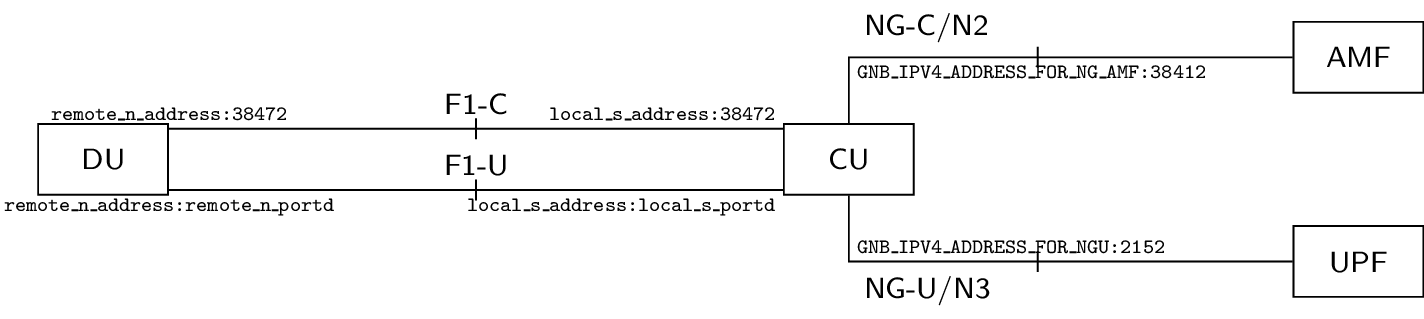 NG-C/N2
AMF
GNB_IPV4_ADDRESS_FOR_NG_AMF:38412
F1-C
remote_n_address:38472
local_s_address:38472
DU
F1-U
CU
remote_n_address:remote_n_portd
local_s_address:local_s_portd
GNB_IPV4_ADDRESS_FOR_NGU:2152
UPF
NG-U/N3